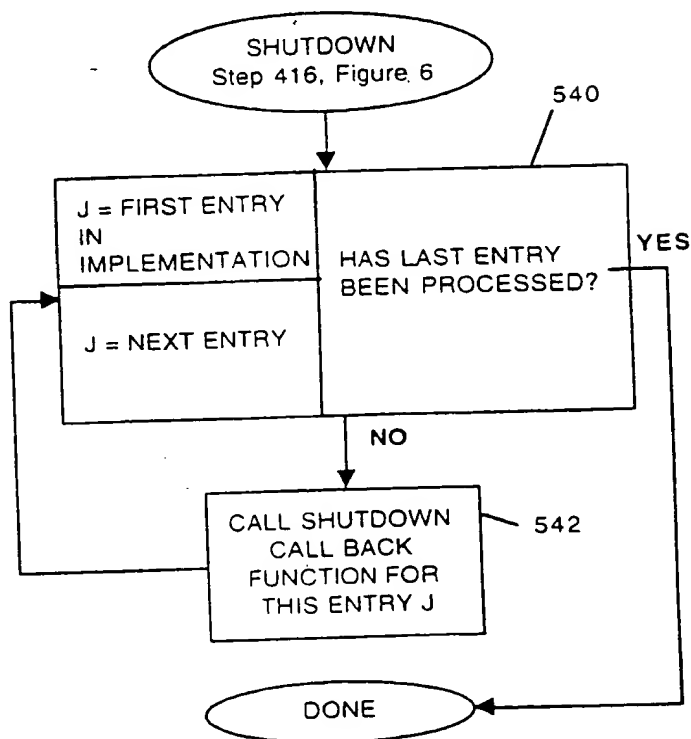 SHUTDOWN
Step 416, Figure 6
540
J = FIRST ENTRY
IN
IMPLEMENTATION
HAS LAST ENTRY
BEEN PROCESSED?
YES
J = NEXT ENTRY
NO
CALL SHUTDOWN
CALL BACK
FUNCTION FOR
THIS ENTRY J
542
DONE